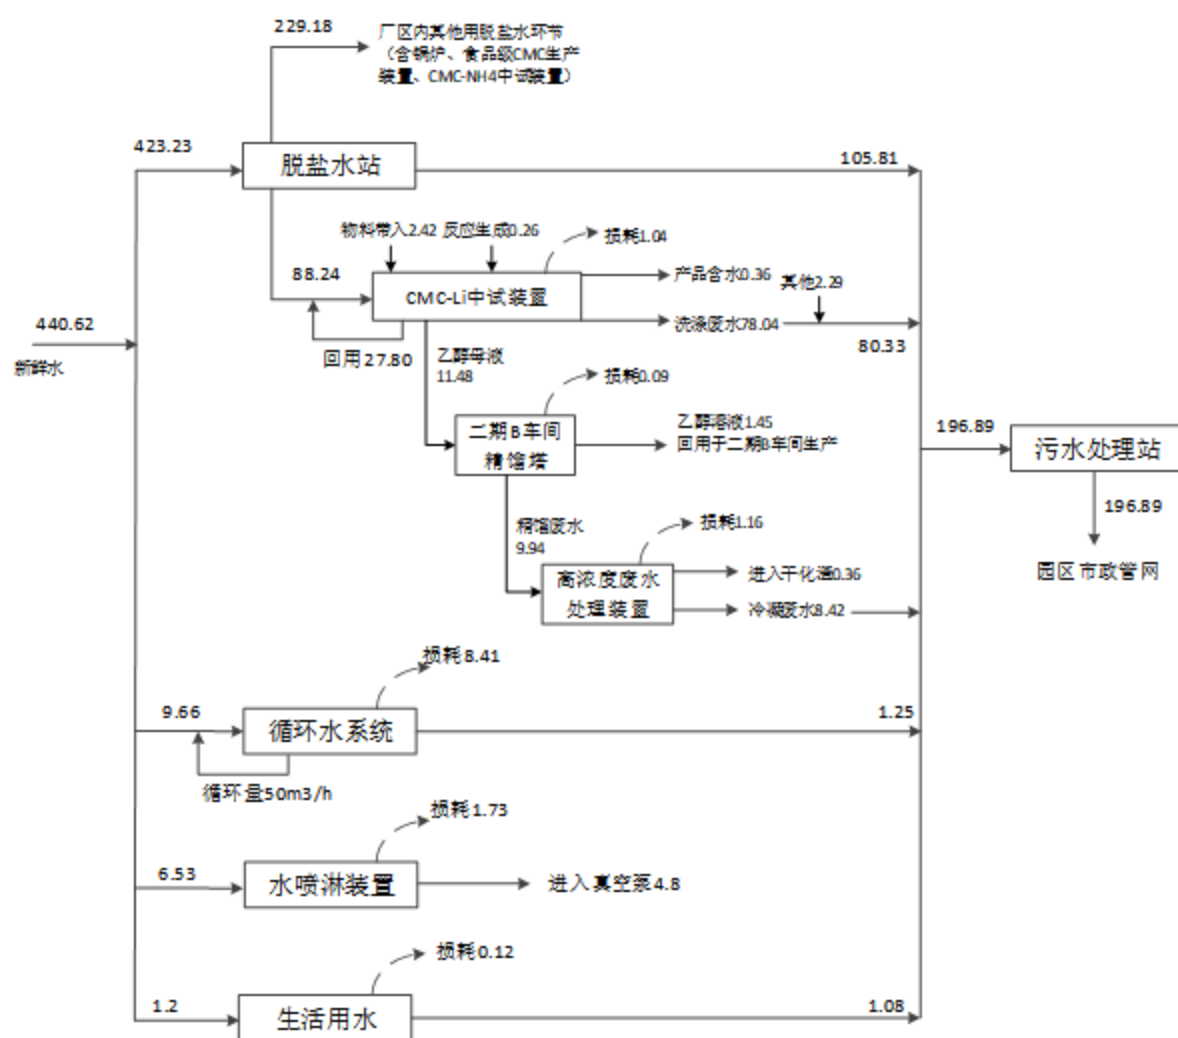 229.18
厂区内其他用脱盐水环节
（含锅炉、食品级CMC生产
装置、CMC-NH4中试装置）
423.23
脱盐水站
105.81
物料带入2.42 反应生成0.26
损耗1.04
88.24
CMC-Li中试装置
产品含水0.36
其他2.29
洗涤废水78.04
80.33
440.62
新鲜水
回用27.80
乙醇母液
11.48
损耗0.09
二期B车间
精馏塔
乙醇溶液1.45
回用于二期B车间生产
196.89
污水处理站
196.89
园区市政管网
精馏废水
9.94
损耗1.16
高浓度废水
处理装置
进入干化渣0.36
冷凝废水8.42
损耗8.41
9.66
循环水系统
1.25
循环量50m3/h
损耗1.73
6.53
水喷淋装置
进入真空泵4.8
损耗0.12
1.2
生活用水
1.08